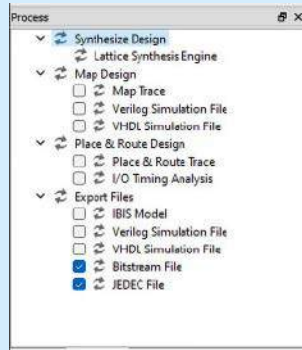 Process
Synthesize Design
Lattice Synthesis Engine
Map Design
Map Trace
Verilog Simulation File
VHDL Simulation File
Place & Route Design
Place & Route Trace
I/O Timing Analysis
Export Files
IBIS Model
Verilog Simulation File
VHDL Simulation File
Bitstream File
JEDEC File